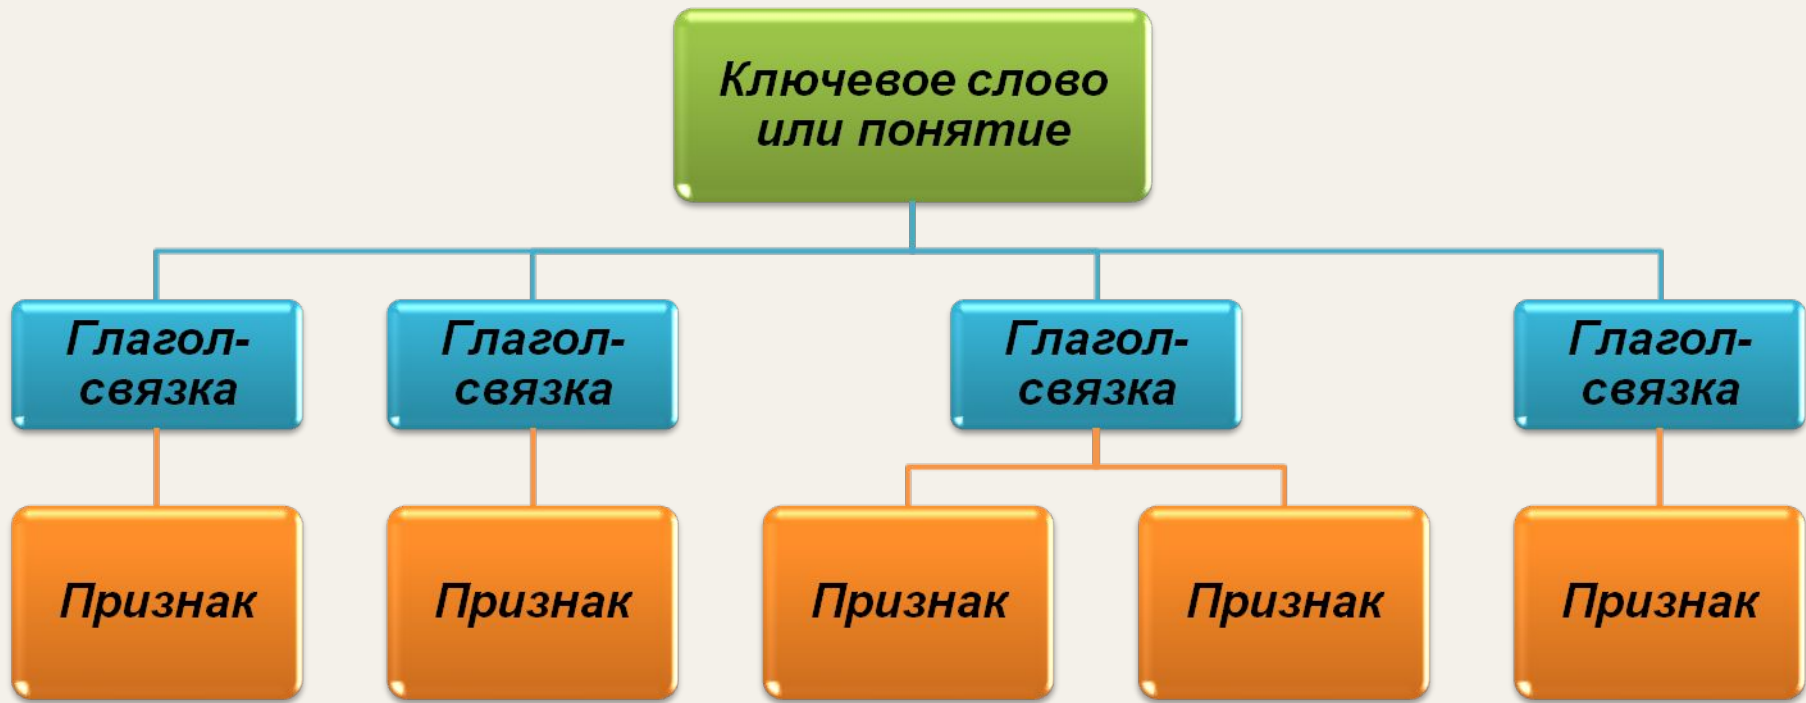 Ключевое слово
или понятие
Глагол-
связка
Глагол-
связка
Глагол-
связка
Глагол-
связка
Признак
Признак
Признак
Признак
Признак